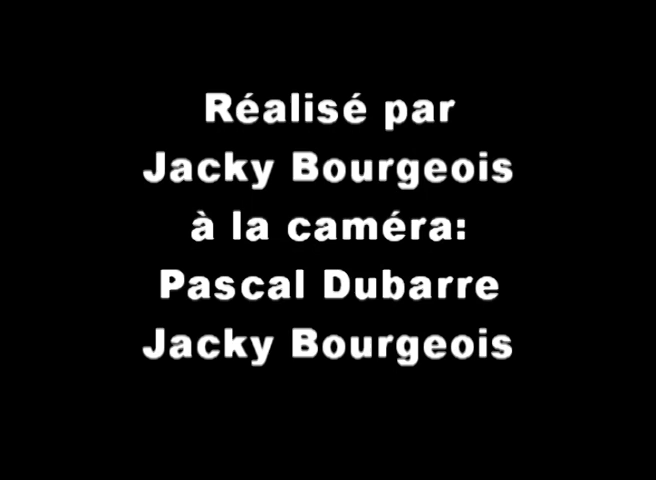 Réalisé par
Jacky Bourgeois
à la caméra:
Pascal Dubarre
Jacky Bourgeois